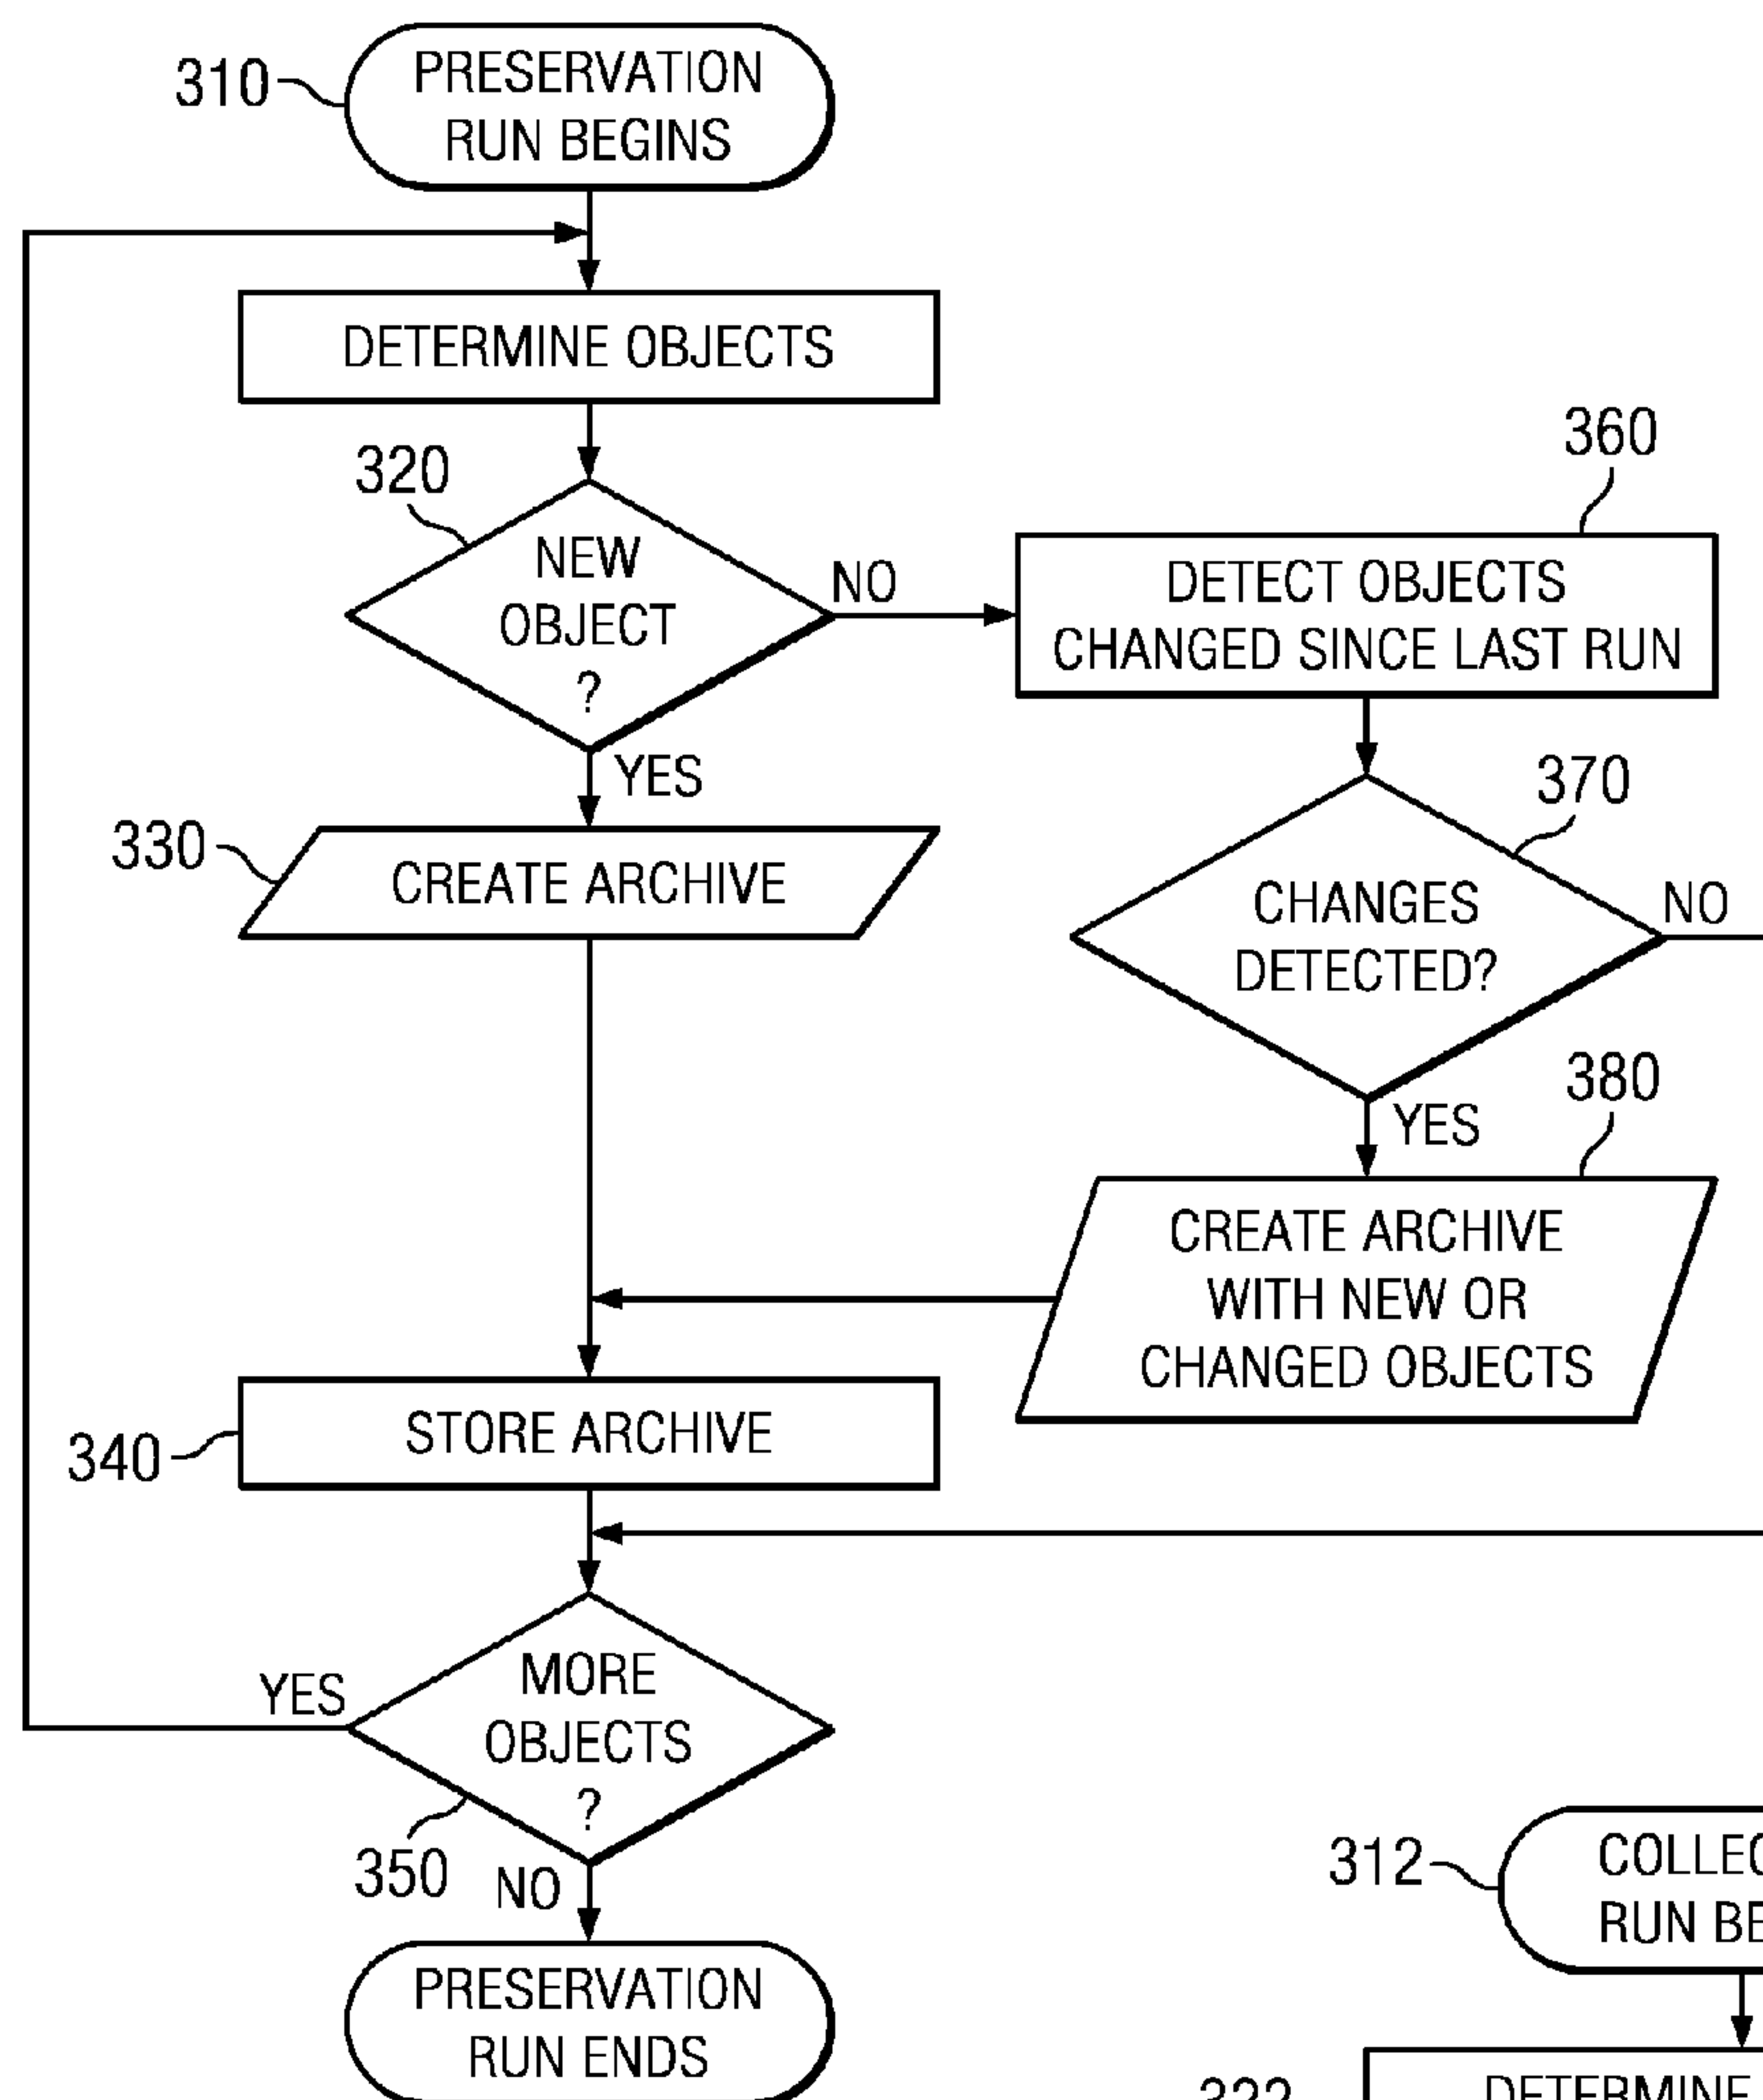 310
PRESERVATION
RUN BEGINS
DETERMINE OBJECTS
320
NEW
OBJECT
?
NO
YES
360
DETECT OBJECTS
CHANGED SINCE LAST RUN
330
CREATE ARCHIVE
370
CHANGES
DETECTED?
NO
YES
380
CREATE ARCHIVE
WITH NEW OR
CHANGED OBJECTS
340
STORE ARCHIVE
MORE
OBJECTS
?
YES
350
NO
PRESERVATION
RUN ENDS
312
RUN
DETERMINE